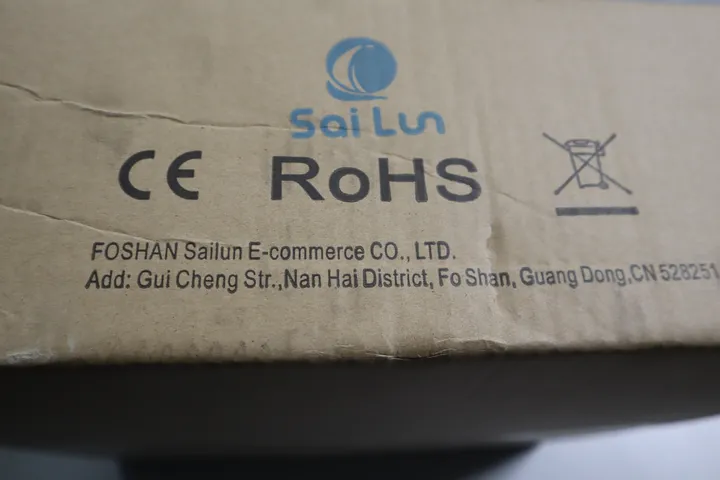 Sai Lun
CE RoHS
FOSHAN Sailun E-commerce CO., LTD.
Add: Gui Cheng Str.,Nan Hai District, Fo Shan, Guang Dong,CN 528251